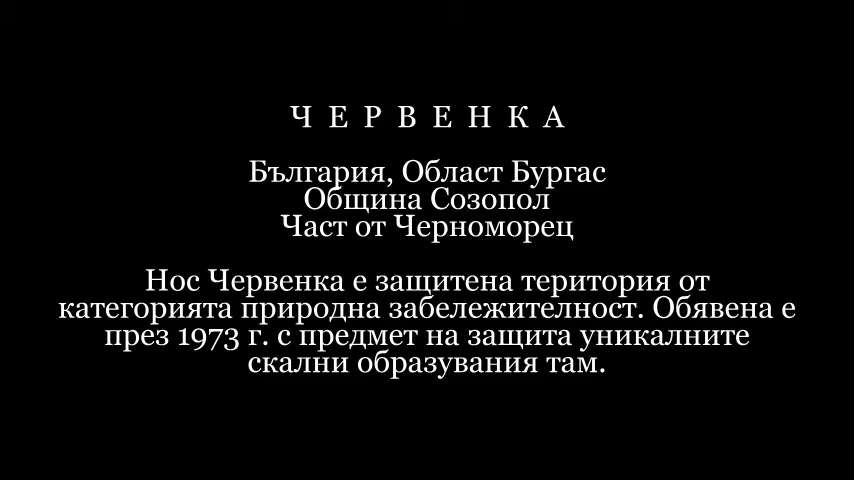 ЧЕРВЕНКА
България, Област Бургас
Община Созопол
Част от Черноморец
Нос Червенка е защитена територия от
категорията природна забележителност. Обявена е
през 1973 г. с предмет на защита уникалните
скални образувания там.